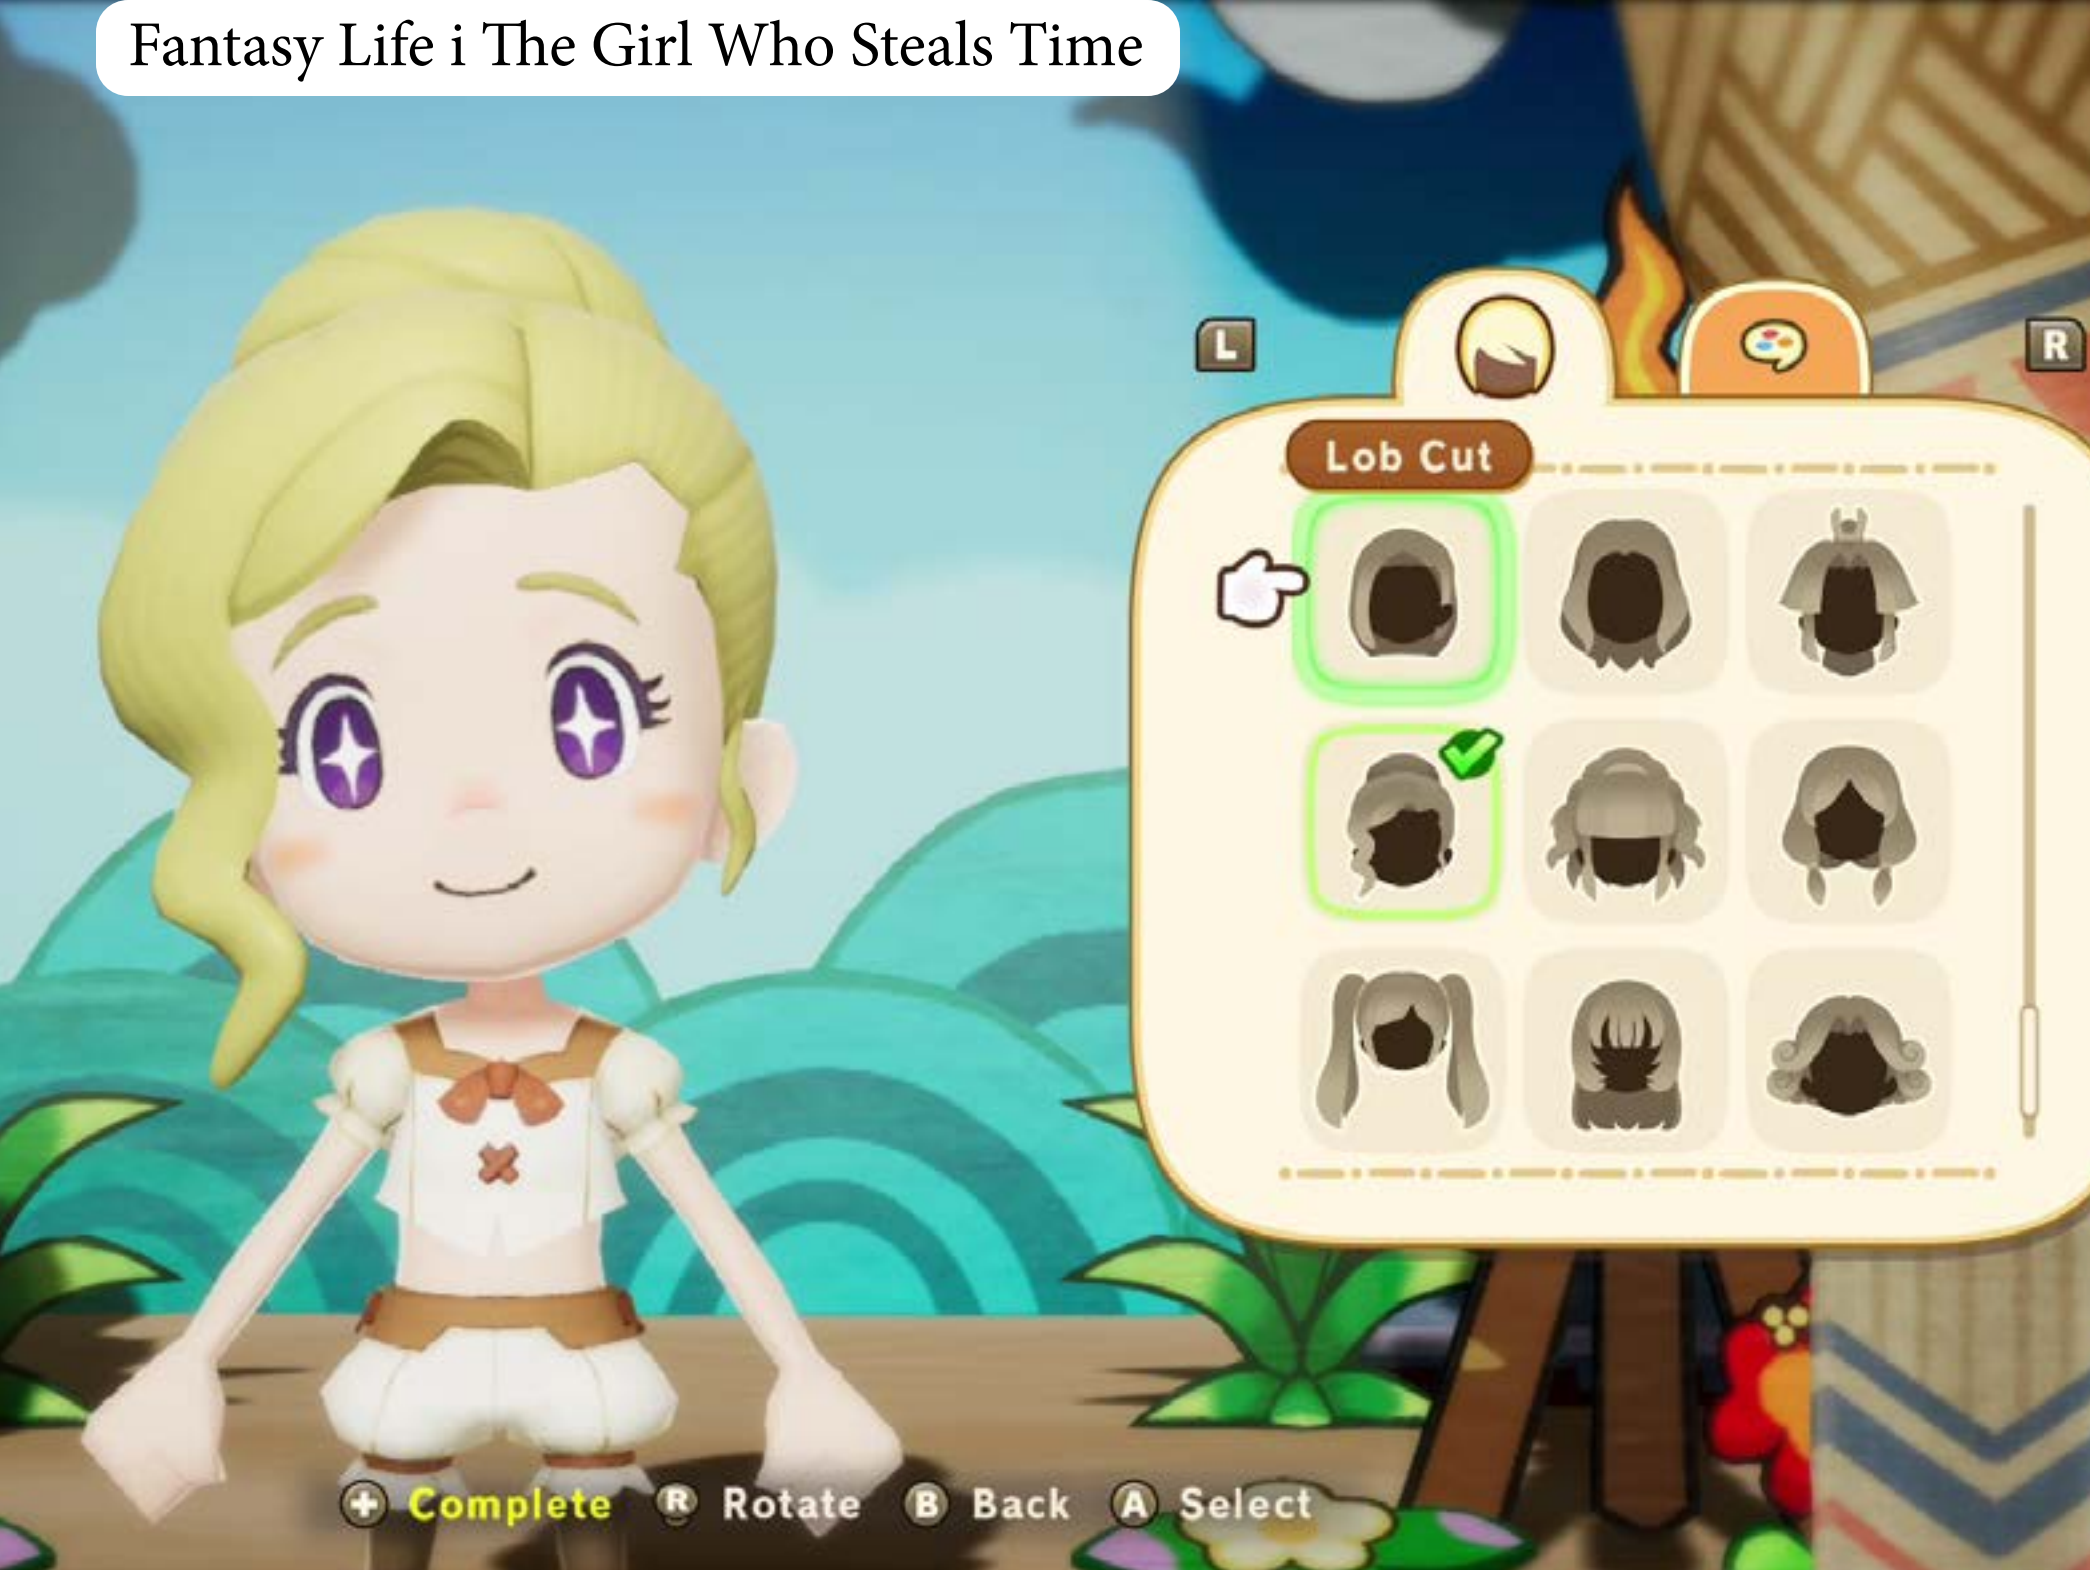 Fantasy Life i The Girl Who Steals Time
L
R
Lob Cut
+ Complete R Rotate B Back A Select